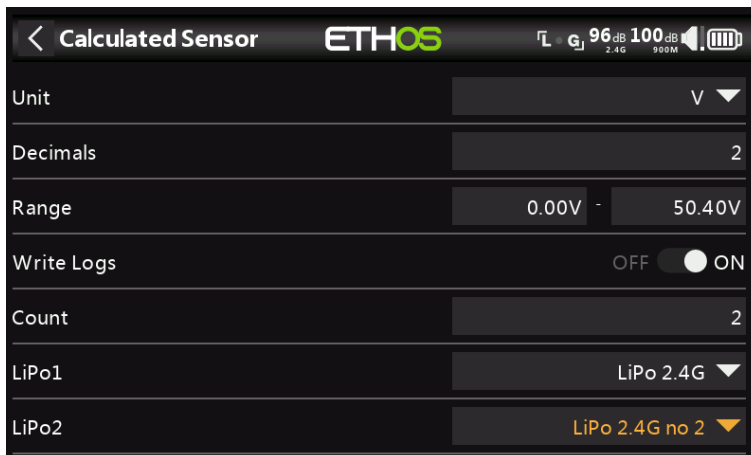 Calculated Sensor ETHOS L G 96dB 2.4G 100dB 900M
Unit V
Decimals 2
Range 0.00V - 50.40V
Write Logs OFF ON
Count 2
LiPo1 LiPo 2.4G
LiPo2 LiPo 2.4G no 2